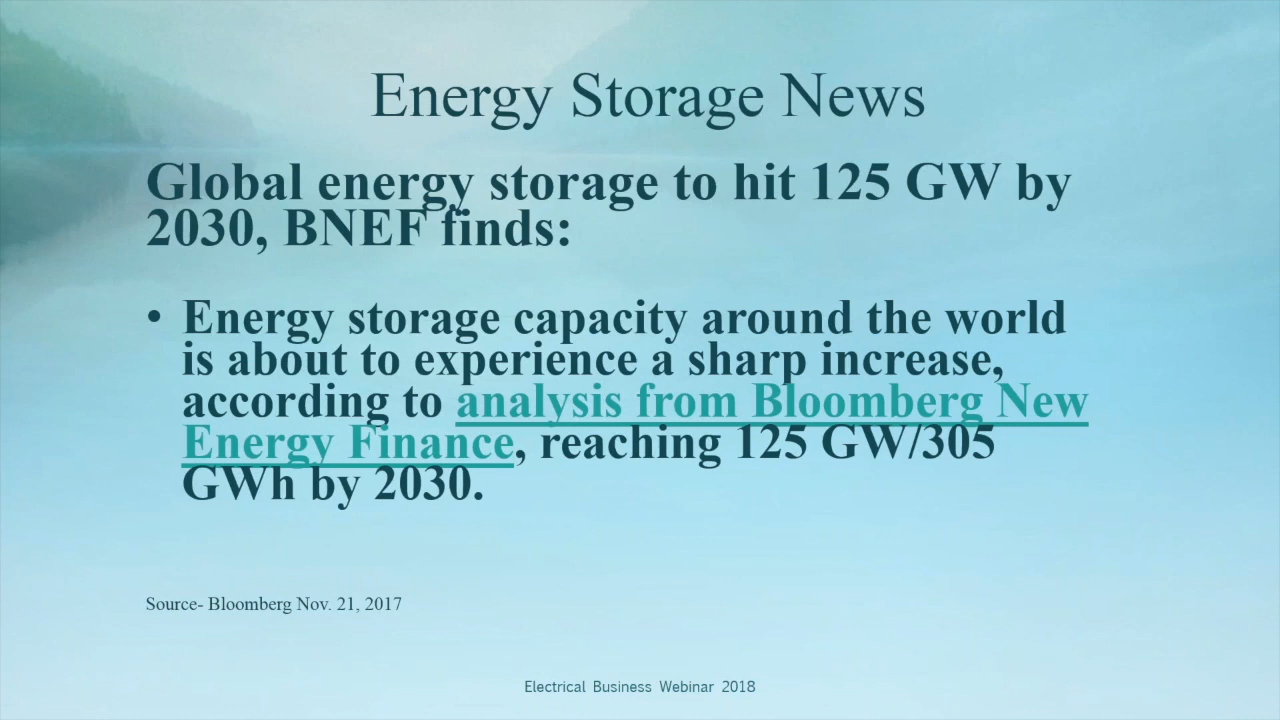 Energy Storage News
Global energy storage to hit 125 GW by
2030, BNEF finds:
• Energy storage capacity around the world
is about to experience a sharp increase,
according to analysis from Bloomberg New
Energy Finance, reaching 125 GW/305
GWh by 2030.
Source- Bloomberg Nov. 21, 2017
Electrical Business Webinar 2018